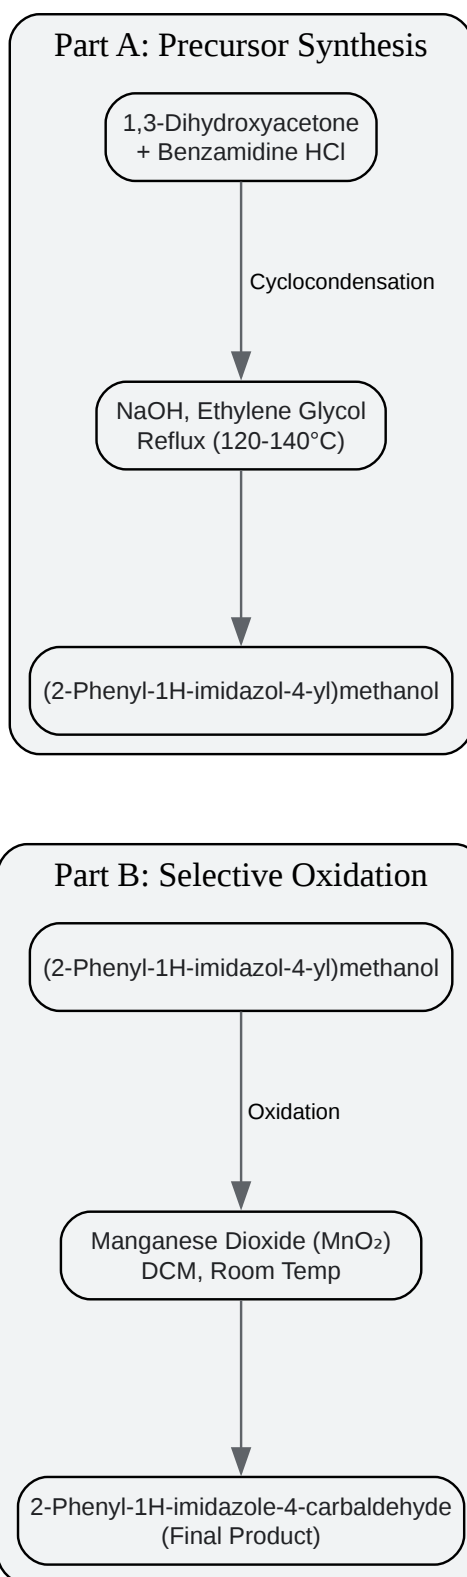 Part A: Precursor Synthesis
1,3-Dihydroxyacetone
+ Benzamidine HCl
Cyclocondensation
NaOH, Ethylene Glycol
Reflux (120-140°C)
(2-Phenyl-1H-imidazol-4-yl)methanol
Part B: Selective Oxidation
(2-Phenyl-1H-imidazol-4-yl)methanol
Oxidation
Manganese Dioxide (MnO₂)
DCM, Room Temp
2-Phenyl-1H-imidazole-4-carbaldehyde
(Final Product)